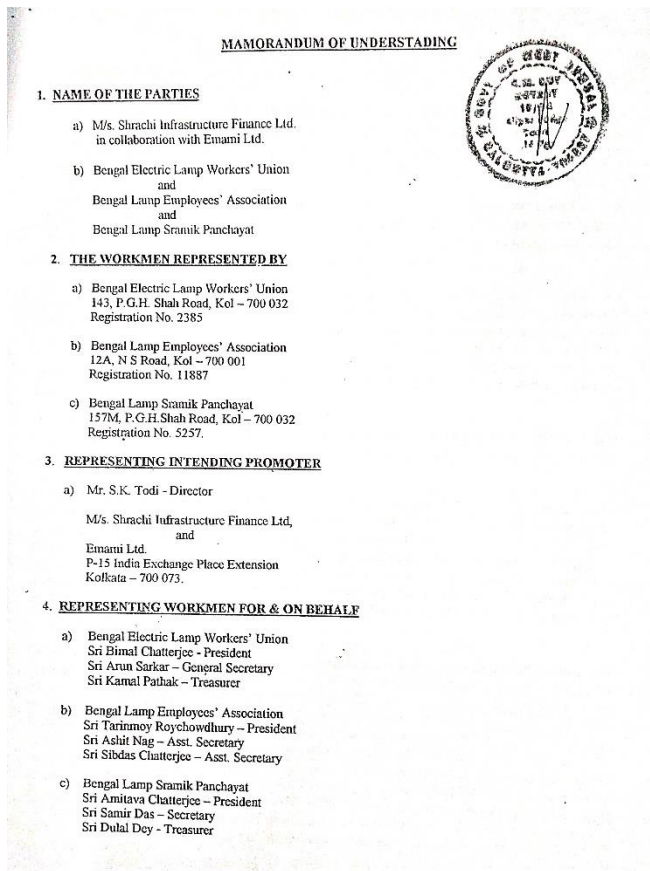 MAMORANDUM OF UNDERSTADING
1. NAME OF THE PARTIES
a) M/s. Shrachi Infrastructure Finance Ltd.
in collaboration with Emami Ltd.
b) Bengal Electric Lamp Workers' Union
and
Bengal Lamp Employees' Association
and
Bengal Lamp Sramik Panchayat
2. THE WORKMEN REPRESENTED BY
a) Bengal Electric Lamp Workers' Union
143, P.G.H. Shah Road, Kol – 700 032
Registration No. 2385
b) Bengal Lamp Employees' Association
12A, N S Road, Kol – 700 001
Registration No. 11887
c) Bengal Lamp Sramik Panchayat
157M, P.G.H.Shah Road, Kol – 700 032
Registration No. 5257.
3. REPRESENTING INTENDING PROMOTER
a) Mr. S.K. Todi - Director
M/s. Shrachi Infrastructure Finance Ltd,
and
Emami Ltd.
P-15 India Exchange Place Extension
Kolkata – 700 073.
4. REPRESENTING WORKMEN FOR & ON BEHALF
a) Bengal Electric Lamp Workers' Union
Sri Bimal Chatterjee - President
Sri Arun Sarkar – General Secretary
Sri Kamal Pathak – Treasurer
b) Bengal Lamp Employees' Association
Sri Tarinmoy Roychowdhury – President
Sri Ashit Nag – Asst. Secretary
Sri Sibdas Chatterjee – Asst. Secretary
c) Bengal Lamp Sramik Panchayat
Sri Amitava Chatterjee – President
Sri Samir Das – Secretary
Sri Dulal Dey - Treasurer
GOVT OF WEST BENGAL